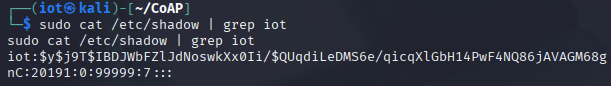 ┌──(iot㉿kali)-[~/CoAP]
└─$ sudo cat /etc/shadow | grep iot
sudo cat /etc/shadow | grep iot
iot:$y$j9T$IBDJWbFZlJdNoswkXx0Ii/$QUqdiLeDMS6e/qicqXlGbH14PwF4NQ86jAVAGM68g
nC:20191:0:99999:7:::